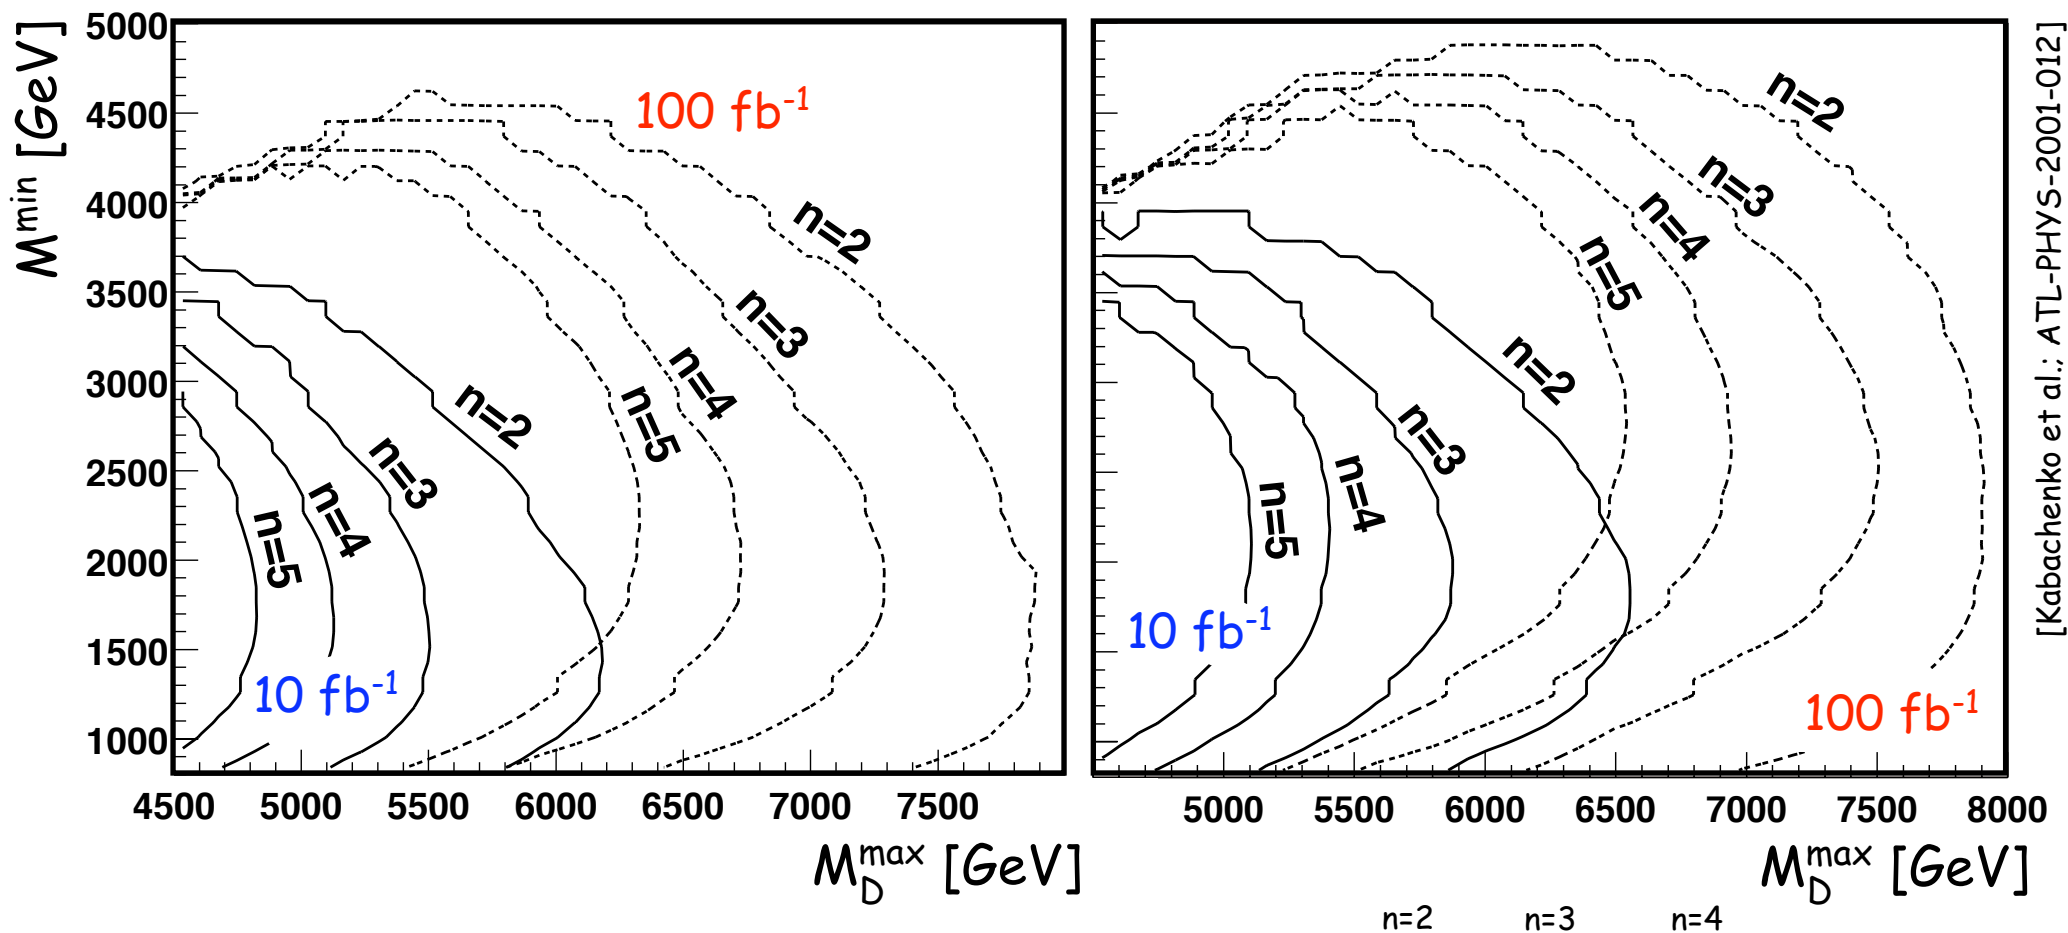 5000
4500
4000
3500
3000
2500
2000
1500
1000
M^min [GeV]
100 fb^-1
n=2
n=3
n=4
n=5
n=2
n=3
n=4
n=5
10 fb^-1
4500 5000 5500 6000 6500 7000 7500
M_D^max [GeV]
n=2
n=3
n=4
n=5
n=2
n=3
n=4
n=5
10 fb^-1
100 fb^-1
5000 5500 6000 6500 7000 7500 8000
M_D^max [GeV]
n=2 n=3 n=4
[Kabachenko et al.; ATL-PHYS-2001-012]